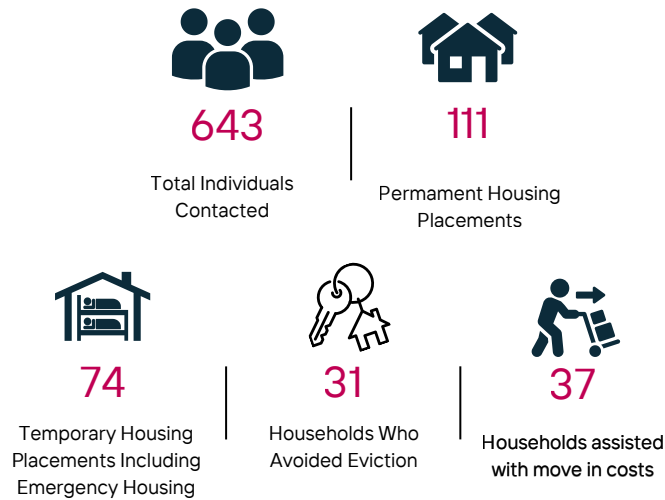 643
Total Individuals
Contacted
111
Permament Housing
Placements
74
Temporary Housing
Placements Including
Emergency Housing
31
Households Who
Avoided Eviction
37
Households assisted
with move in costs